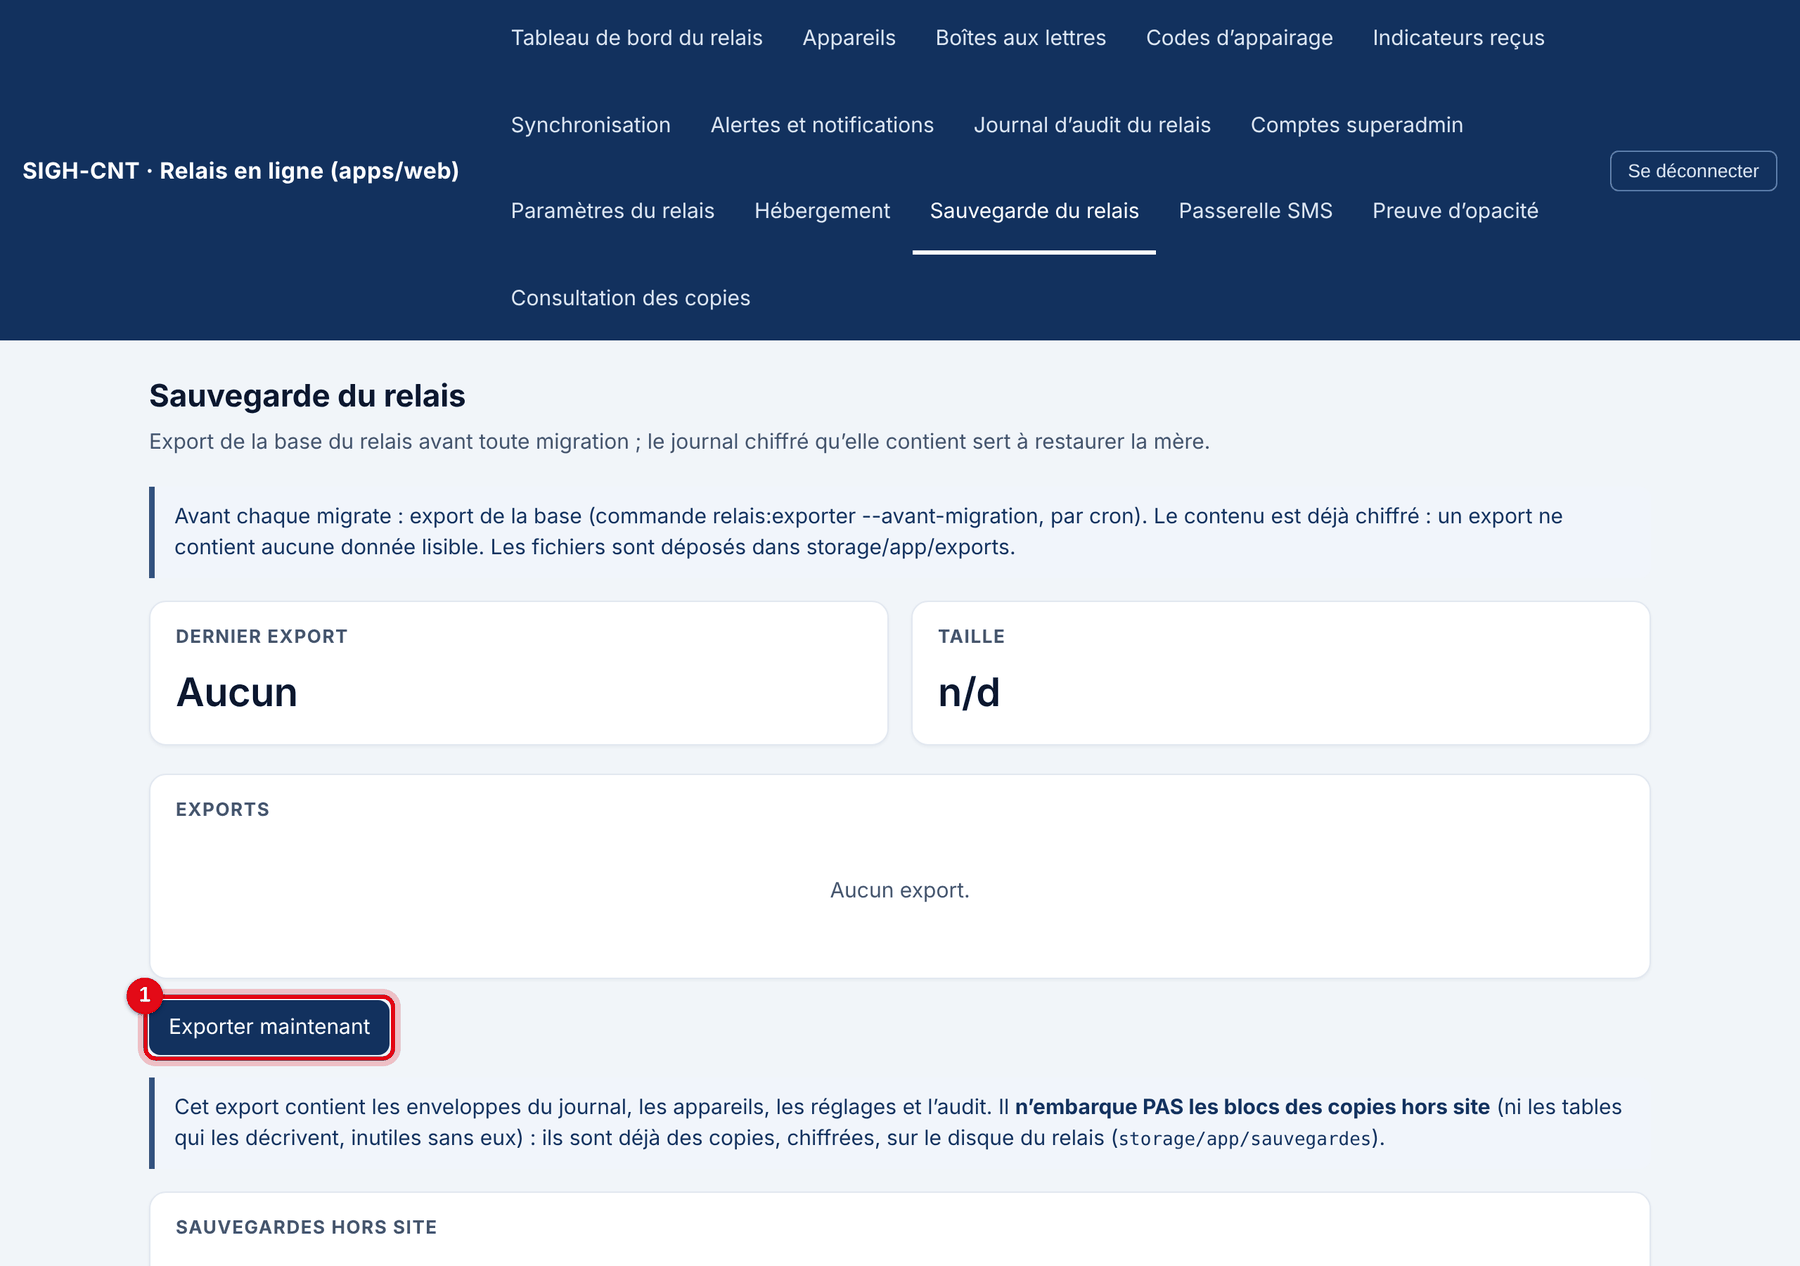 Tableau de bord du relais Appareils Boîtes aux lettres Codes d’appairage Indicateurs reçus
Synchronisation Alertes et notifications Journal d’audit du relais Comptes superadmin
SIGH-CNT · Relais en ligne (apps/web)
Se déconnecter
Paramètres du relais Hébergement Sauvegarde du relais Passerelle SMS Preuve d’opacité
Consultation des copies
Sauvegarde du relais
Export de la base du relais avant toute migration ; le journal chiffré qu’elle contient sert à restaurer la mère.
Avant chaque migrate : export de la base (commande relais:exporter --avant-migration, par cron). Le contenu est déjà chiffré : un export ne
contient aucune donnée lisible. Les fichiers sont déposés dans storage/app/exports.
DERNIER EXPORT
Aucun
TAILLE
n/d
EXPORTS
Aucun export.
1
Exporter maintenant
Cet export contient les enveloppes du journal, les appareils, les réglages et l’audit. Il n’embarque PAS les blocs des copies hors site (ni les tables
qui les décrivent, inutiles sans eux) : ils sont déjà des copies, chiffrées, sur le disque du relais (storage/app/sauvegardes).
SAUVEGARDES HORS SITE